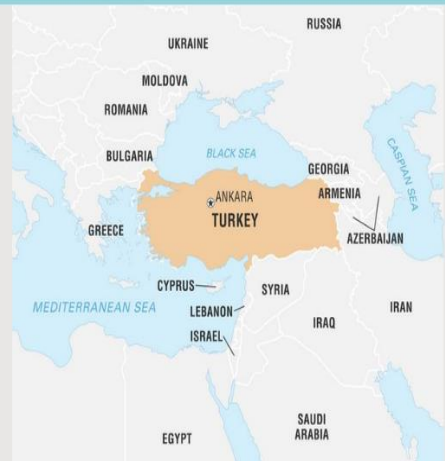 RUSSIA
UKRAINE
MOLDOVA
ROMANIA
BULGARIA
BLACK SEA
CASPIAN SEA
GEORGIA
ANKARA
ARMENIA
TURKEY
GREECE
AZERBAIJAN
CYPRUS
SYRIA
MEDITERRANEAN SEA
LEBANON
IRAN
IRAQ
ISRAEL
SAUDI
ARABIA
EGYPT